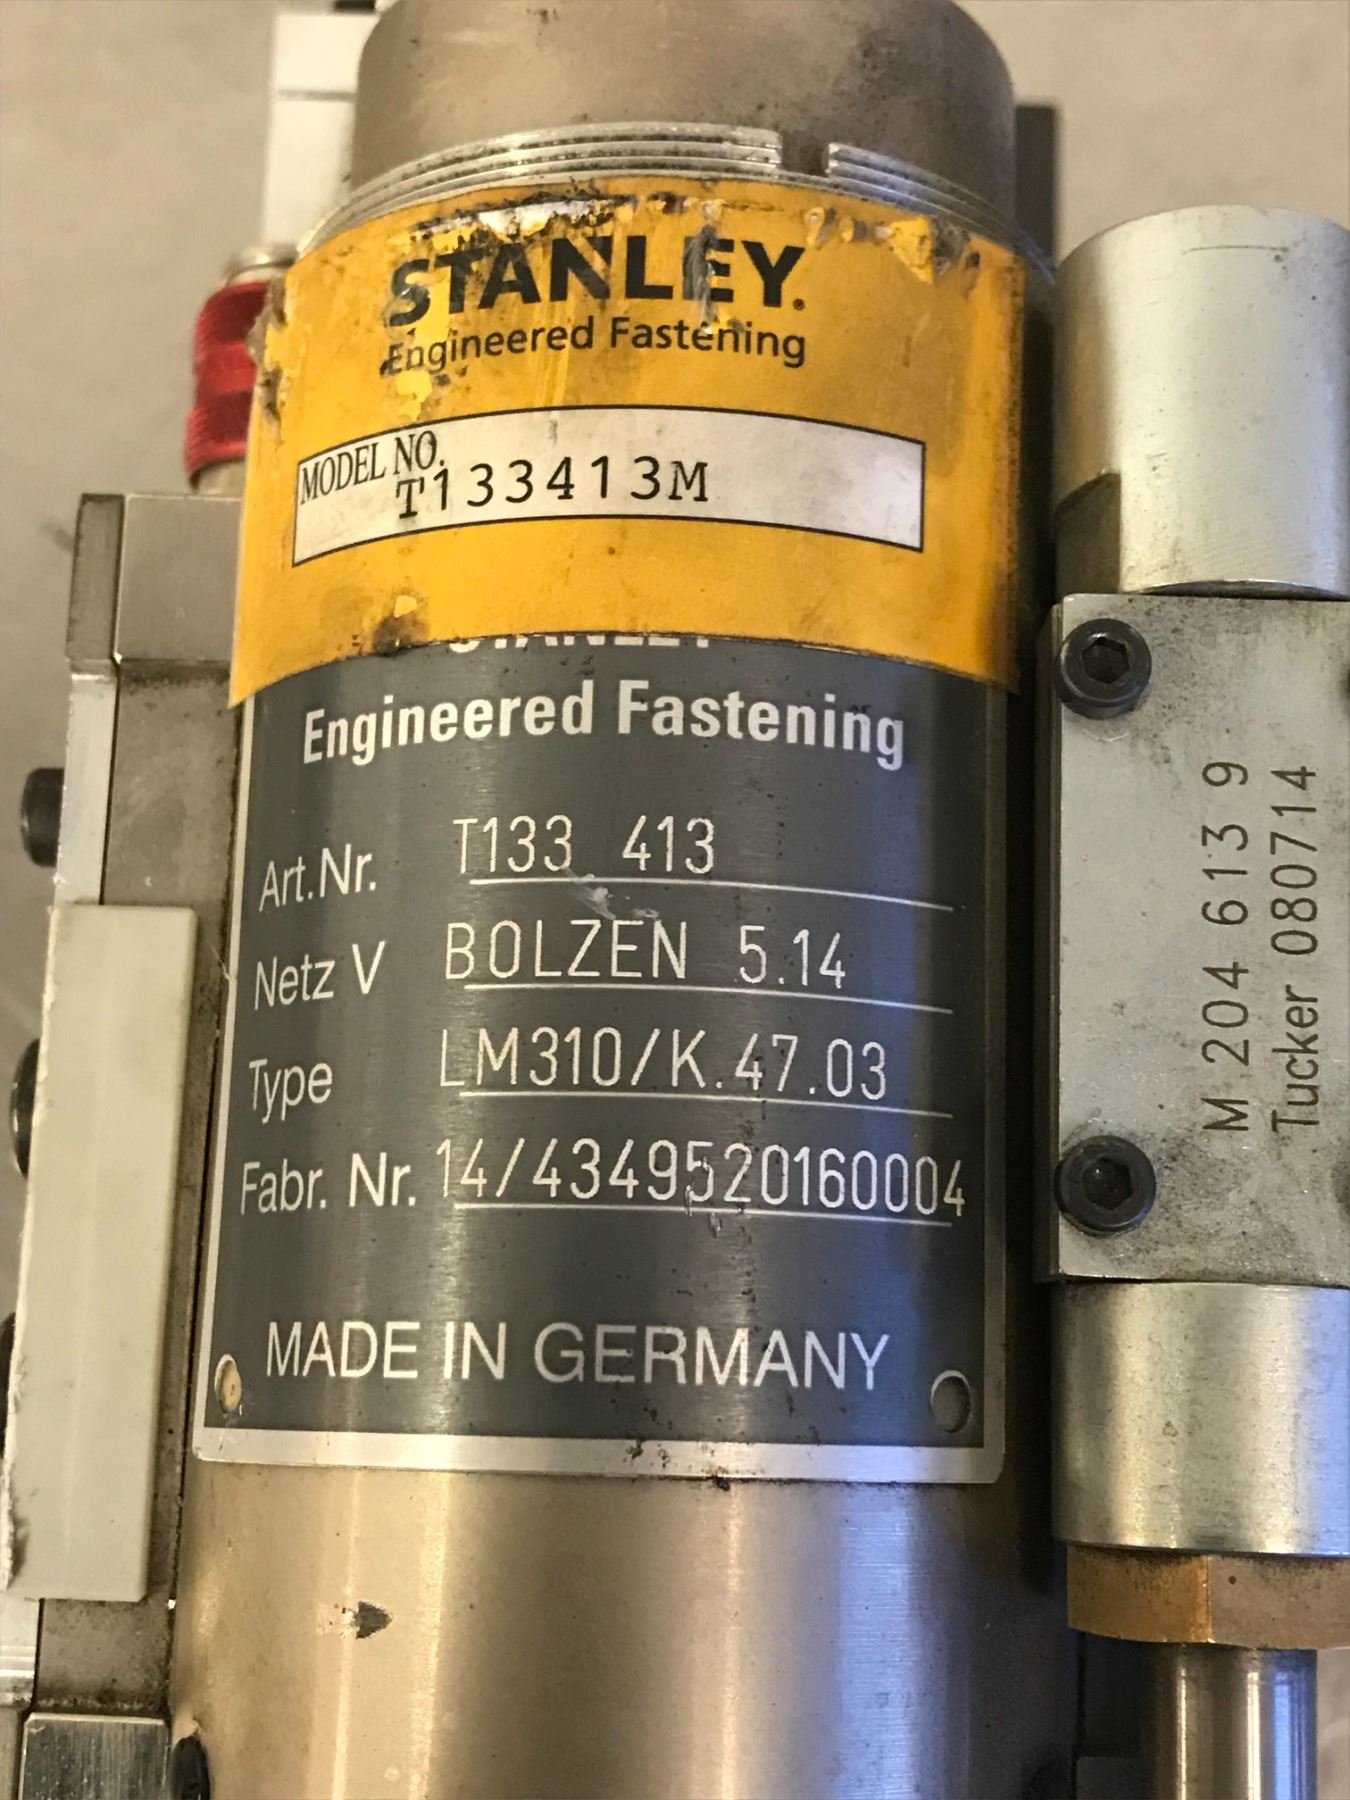 STANLEY.
Engineered Fastening
MODEL NO.
T133413M
STANLEY
Engineered Fastening
Art.Nr. T133 413
Netz V BOLZEN 5.14
Type LM310/K.47.03
Fabr. Nr. 14/4349520160004
MADE IN GERMANY
M 204 613 9
Tucker 080714